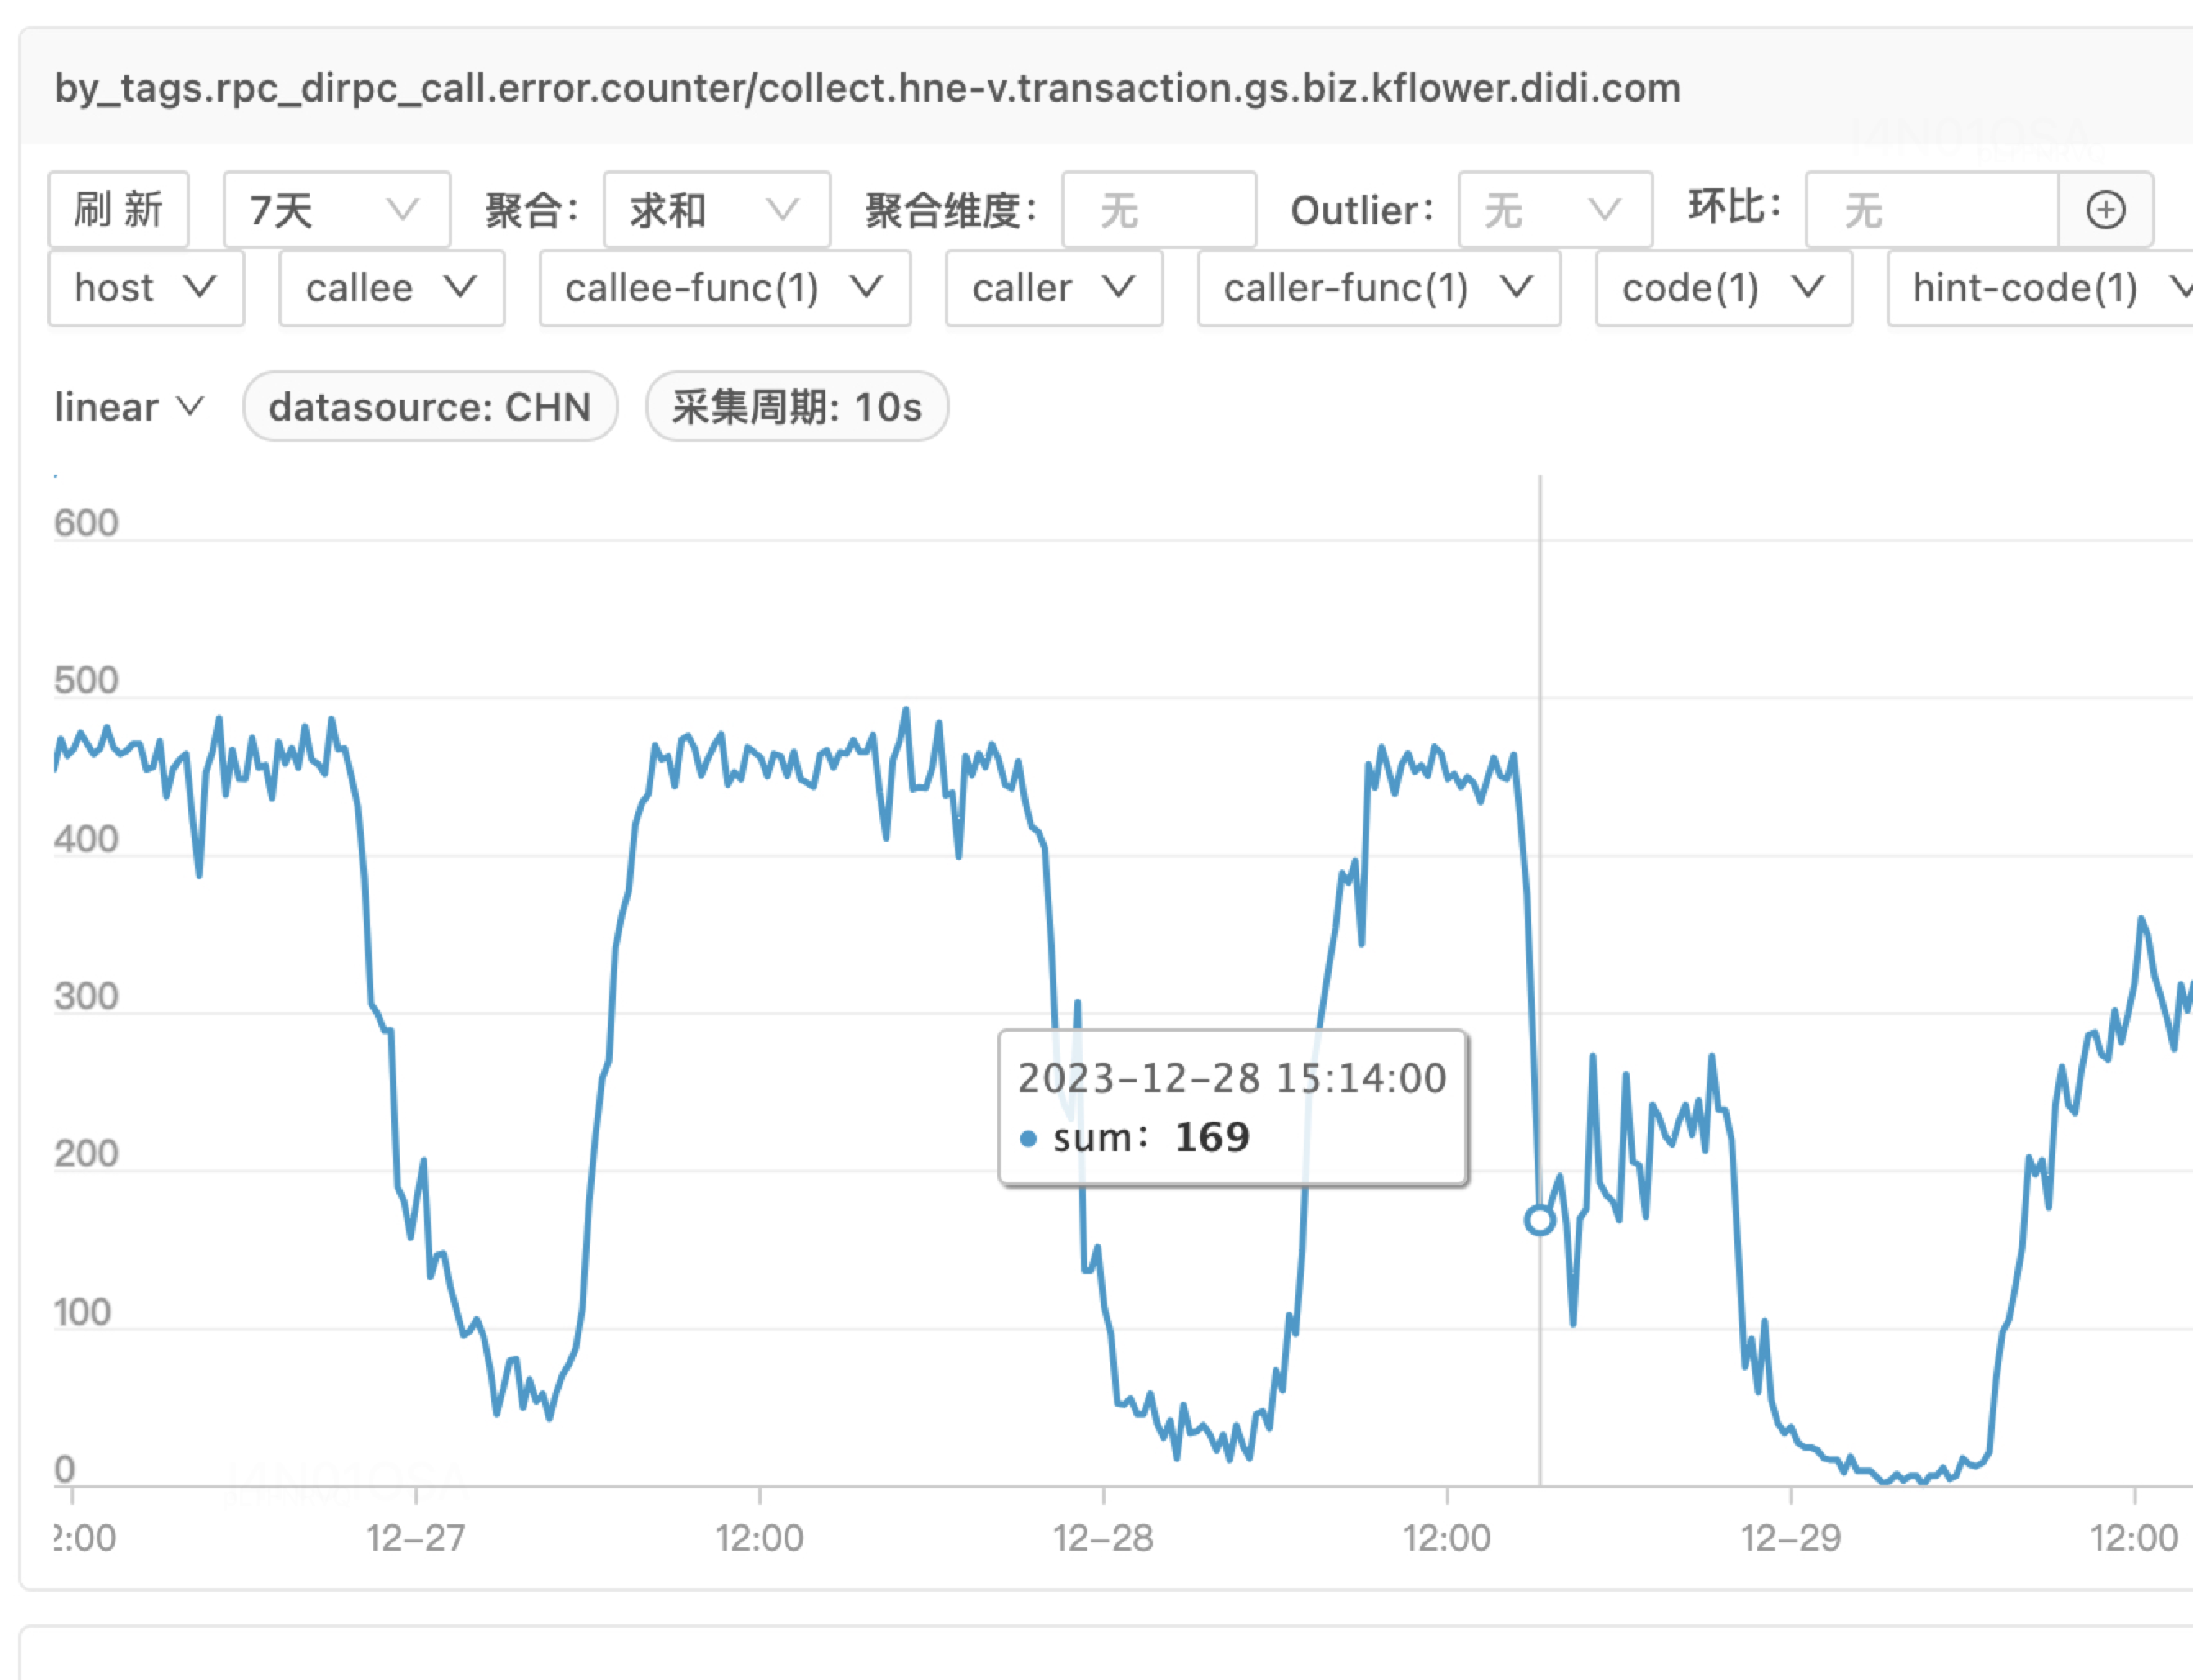 by_tags.rpc_dirpc_call.error.counter/collect.hne-v.transaction.gs.biz.kflower.didi.com
刷 新 7天 聚合： 求和 聚合维度： 无 Outlier： 无 环比： 无
host callee callee-func(1) caller caller-func(1) code(1) hint-code(1)
linear datasource: CHN 采集周期: 10s
600
500
400
300
2023-12-28 15:14:00
sum： 169
200
100
0
2:00 12-27 12:00 12-28 12:00 12-29 12:00